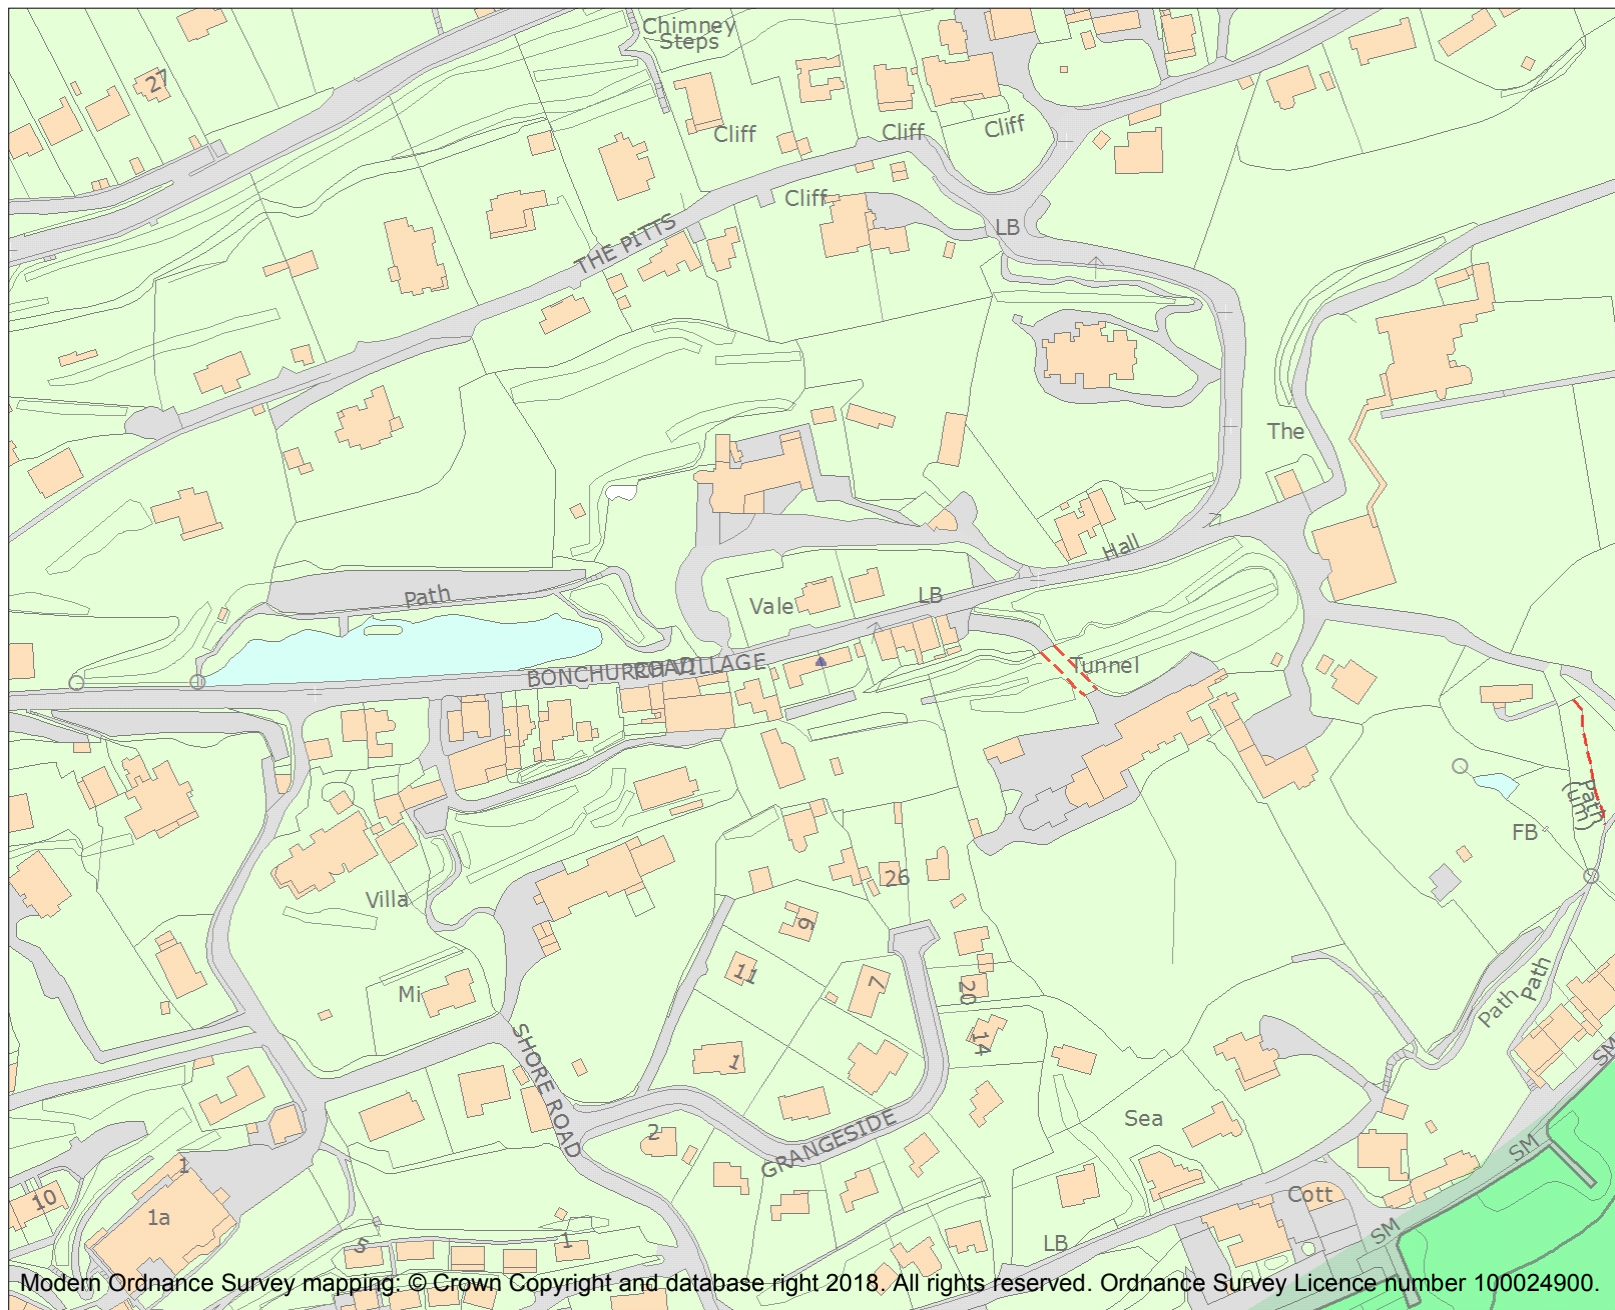 Chimney
Steps
27
Cliff
Cliff
Cliff
Cliff
THE PITTS
LB
The
Hall
Path
Vale
LB
BONCHURCH VILLAGE
ROAD
Tunnel
Path
(um)
FB
Villa
26
9
11
7
20
Mi
14
1
SHORE ROAD
Path
Path
SM
2
GRANGESIDE
Sea
SM
1
10
1a
Cott
SM
5
1
LB
Modern Ordnance Survey mapping: © Crown Copyright and database right 2018. All rights reserved. Ordnance Survey Licence number 100024900.